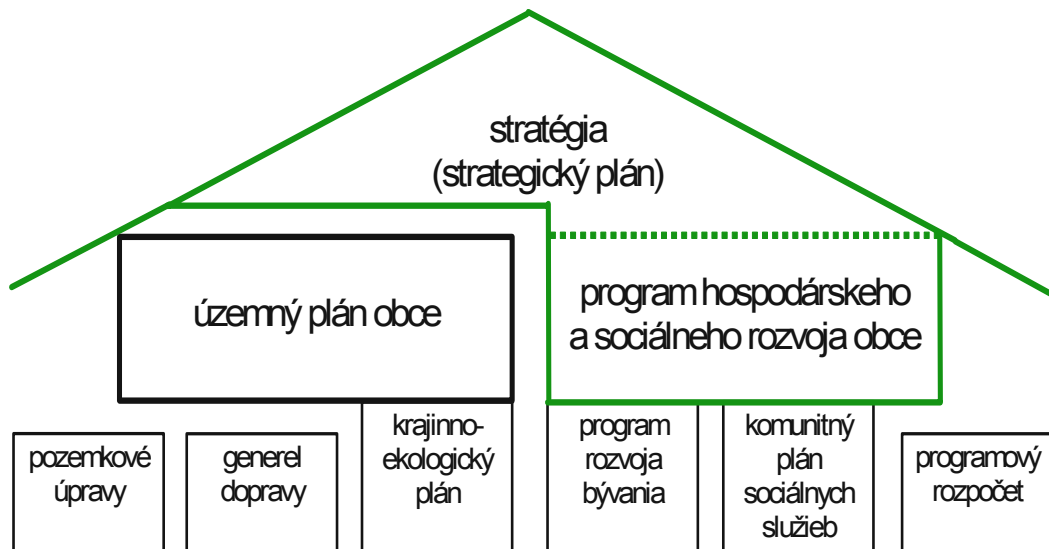 stratégia
(strategický plán)
územný plán obce
program hospodárskeho
a sociálneho rozvoja obce
pozemkové
úpravy
generel
dopravy
krajinno-
ekologický
plán
program
rozvoja
bývania
komunitný
plán
sociálnych
služieb
programový
rozpočet